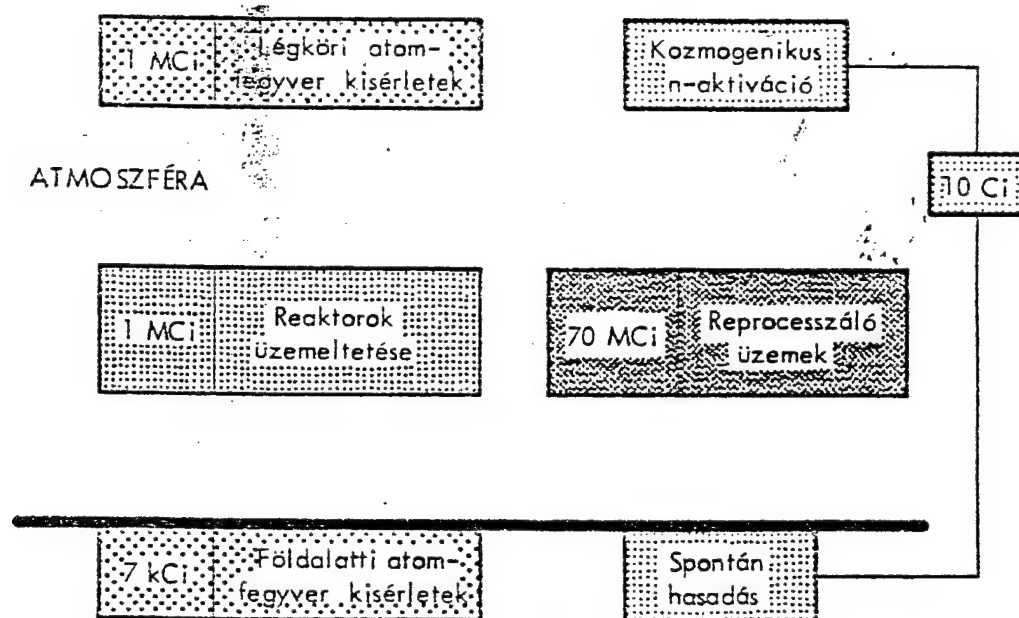 1 MCi
Légköri atom-
fegyver kisérletek
Kozmogenikus
n-aktiváció
ATMOSZFÉRA
10 Ci
1 MCi
Reaktorok
üzemeltetése
70 MCi
Reprocesszáló
üzemek
7 kCi
Földalatti atom-
fegyver kisérletek
Spontán
hasadás